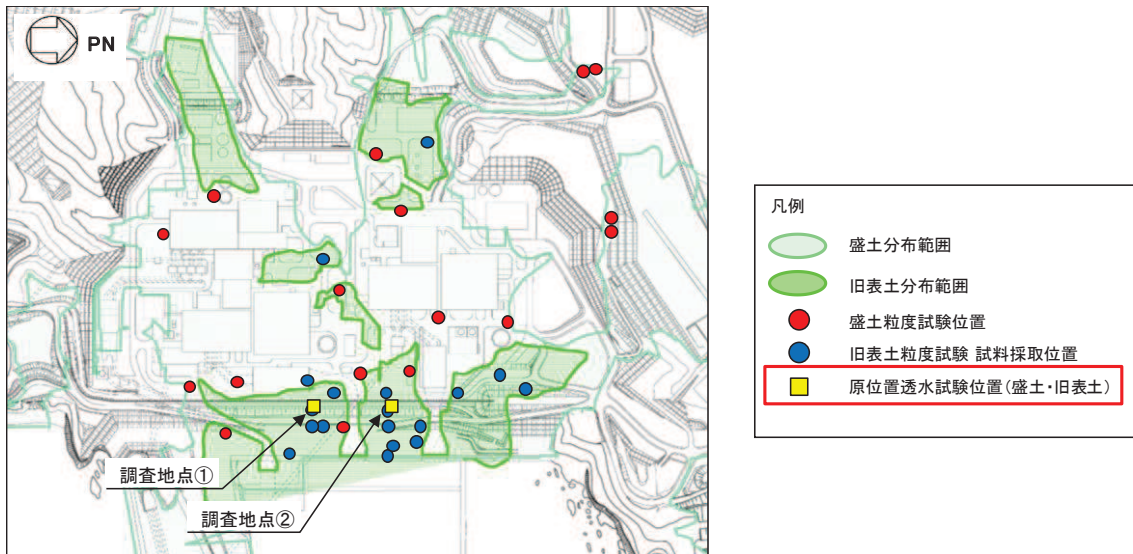 PN
調査地点①
調査地点②
凡例
盛土分布範囲
旧表土分布範囲
盛土粒度試験位置
旧表土粒度試験 試料採取位置
原位置透水試験位置(盛土・旧表土)